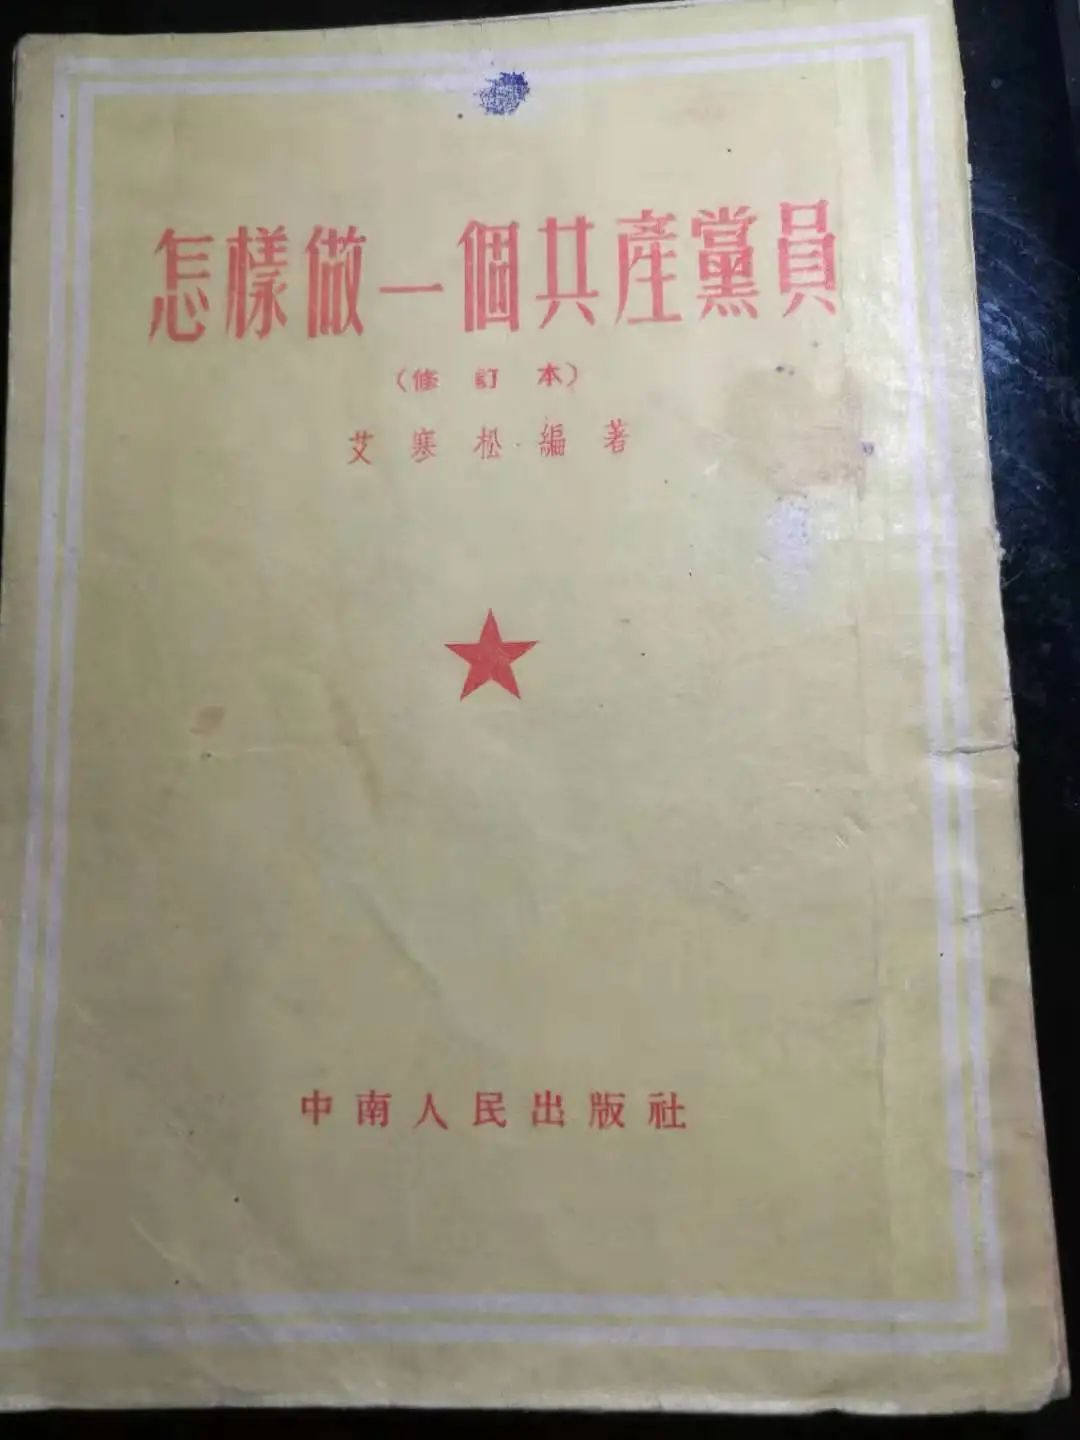 怎樣做一個共產黨員
(修訂本)
艾寒松編著
中南人民出版社